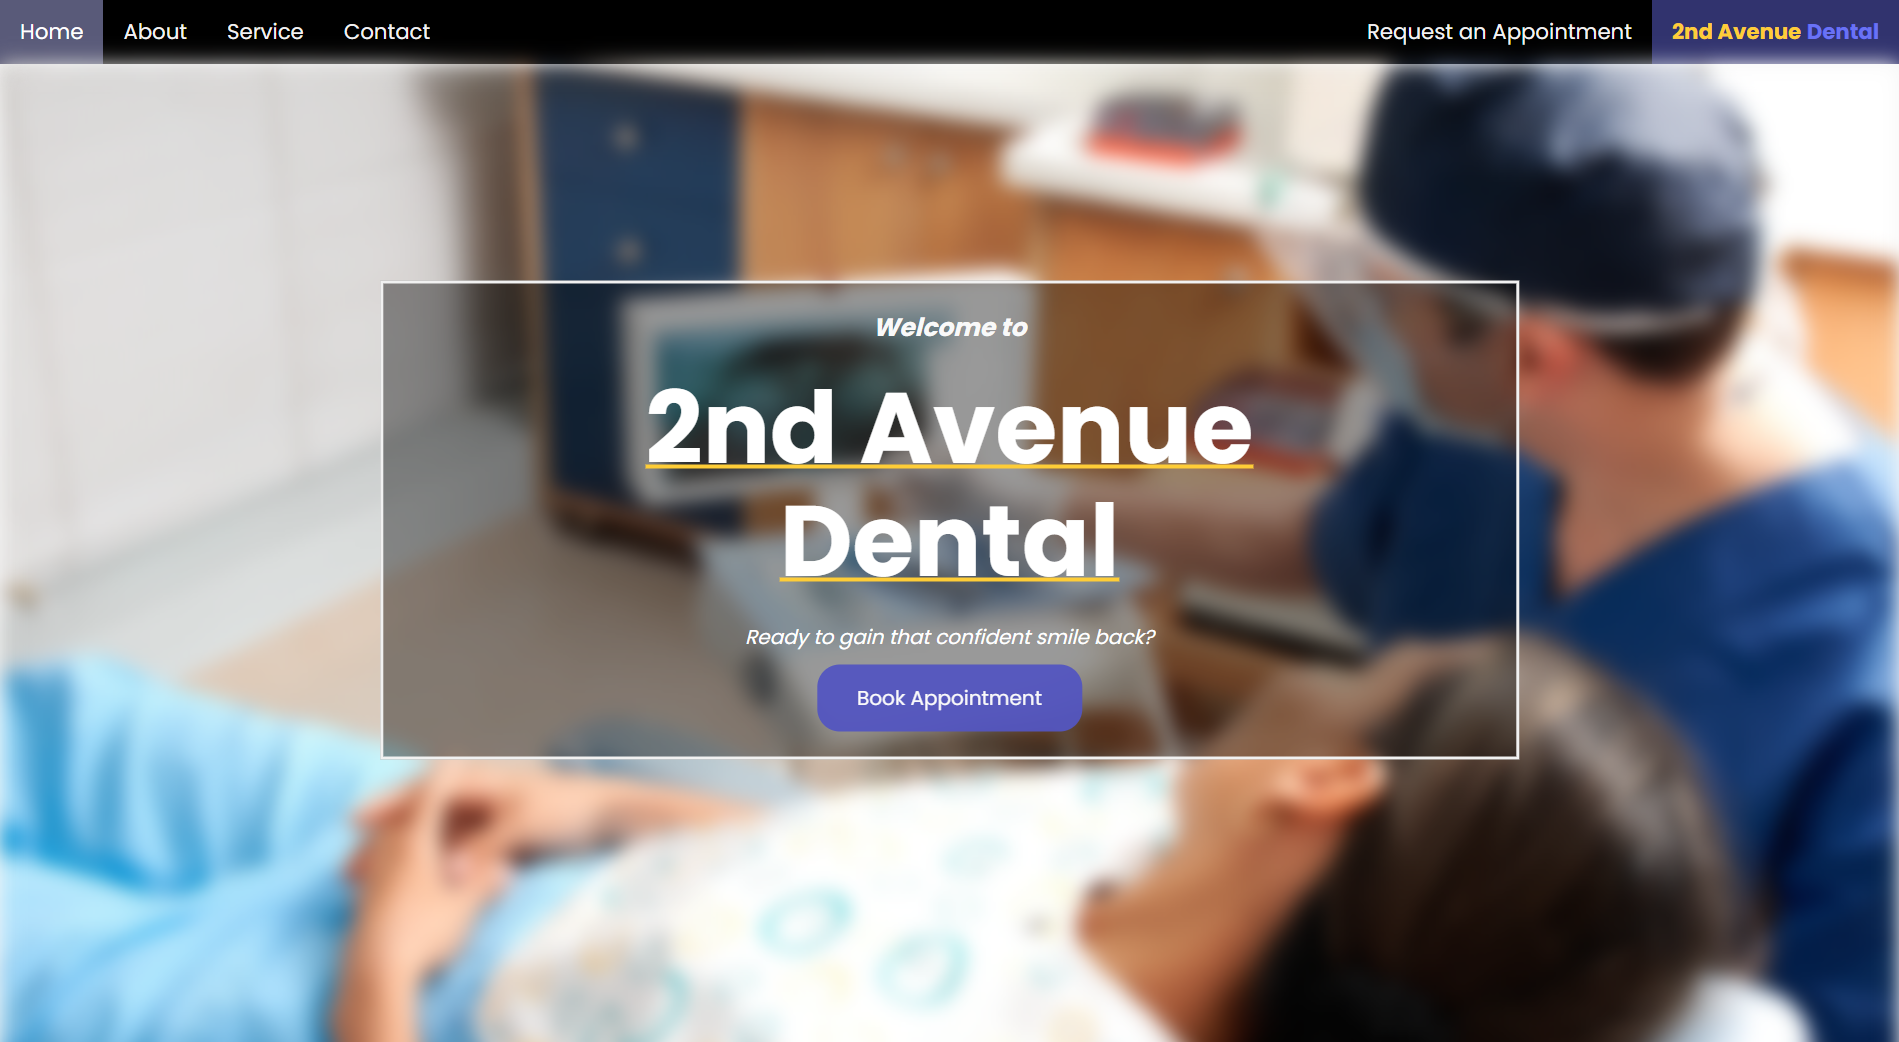 Home About Service Contact Request an Appointment 2nd Avenue Dental
Welcome to
2nd Avenue
Dental
Ready to gain that confident smile back?
Book Appointment